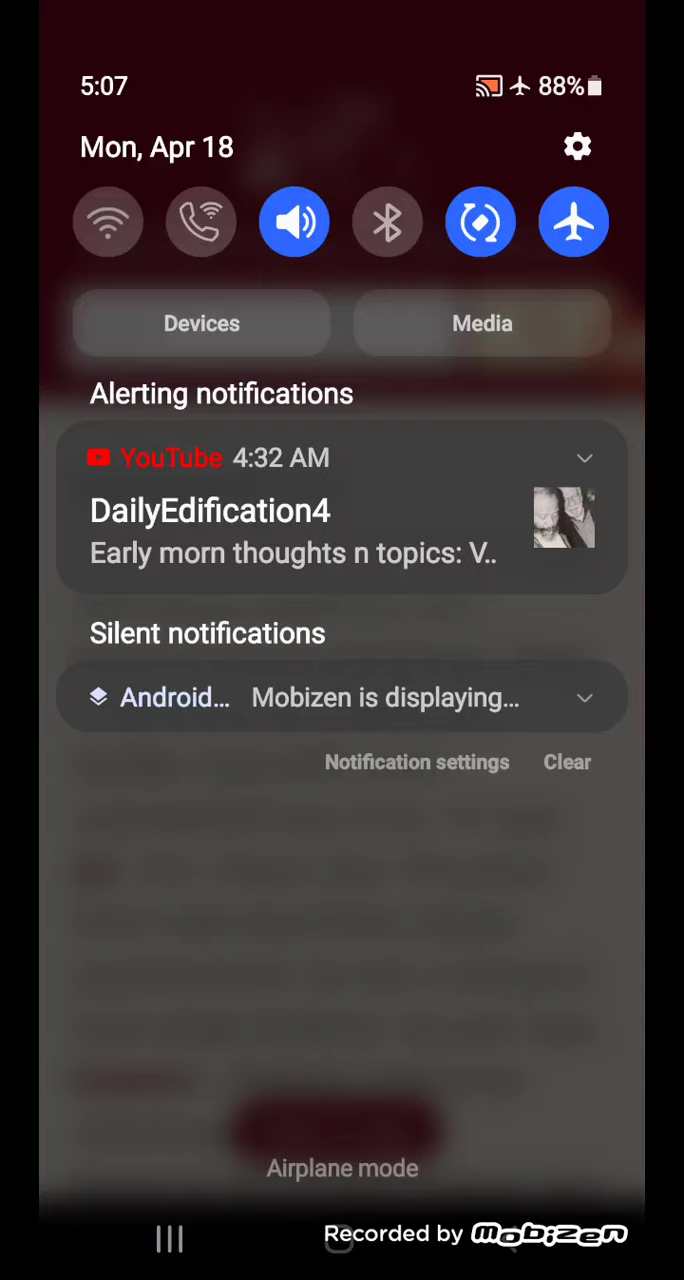 5:07 88%
Mon, Apr 18
Devices Media
Alerting notifications
YouTube 4:32 AM
DailyEdification4
Early morn thoughts n topics: V..
Silent notifications
Android... Mobizen is displaying...
Notification settings Clear
Airplane mode
Recorded by mobizen